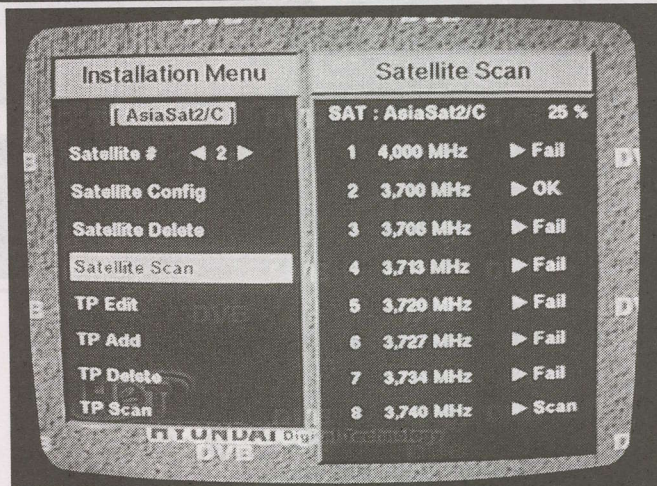 Installation Menu
[ AsiaSat2/C ]
Satellite # ◀ 2 ▶
Satellite Config
Satellite Delete
Satellite Scan
TP Edit
TP Add
TP Delete
TP Scan
Satellite Scan
SAT : AsiaSat2/C 25 %
1 4,000 MHz ▶ Fail
2 3,700 MHz ▶ OK
3 3,706 MHz ▶ Fail
4 3,713 MHz ▶ Fail
5 3,720 MHz ▶ Fail
6 3,727 MHz ▶ Fail
7 3,734 MHz ▶ Fail
8 3,740 MHz ▶ Scan
HYUNDAI Digital Technology
DVB